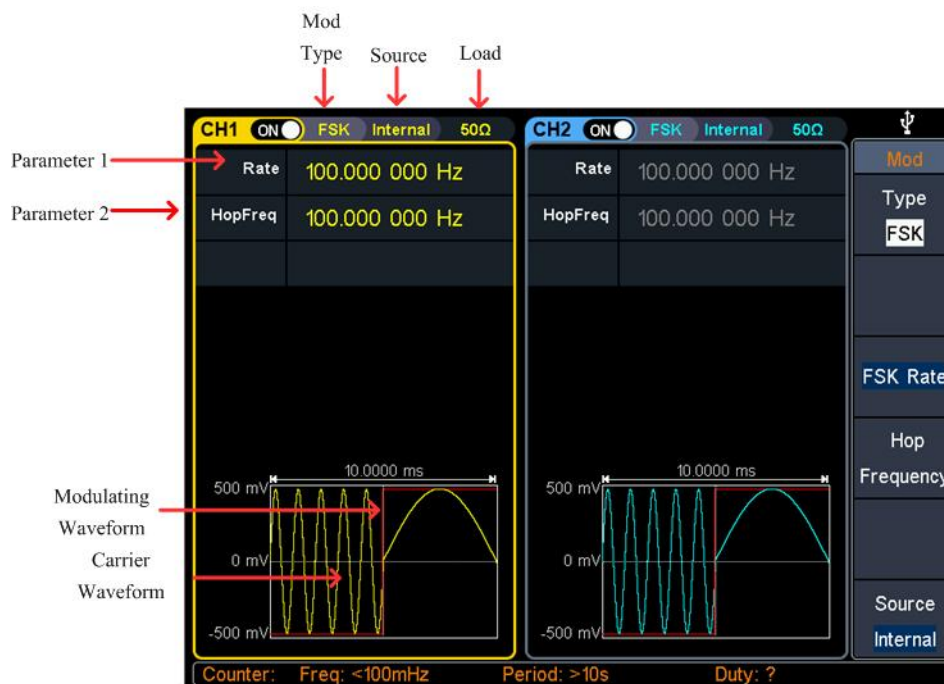 Mod
Type
Source
Load
CH1 ON FSK Internal 50Ω
CH2 ON FSK Internal 50Ω
Mod
Parameter 1
Rate 100.000 000 Hz
Rate 100.000 000 Hz
Type
FSK
Parameter 2
HopFreq 100.000 000 Hz
HopFreq 100.000 000 Hz
FSK Rate
Hop
Frequency
10.0000 ms
10.0000 ms
500 mV
500 mV
Modulating
Waveform
Carrier
Waveform
0 mV
0 mV
-500 mV
-500 mV
Source
Internal
Counter: Freq: <100mHz Period: >10s Duty: ?